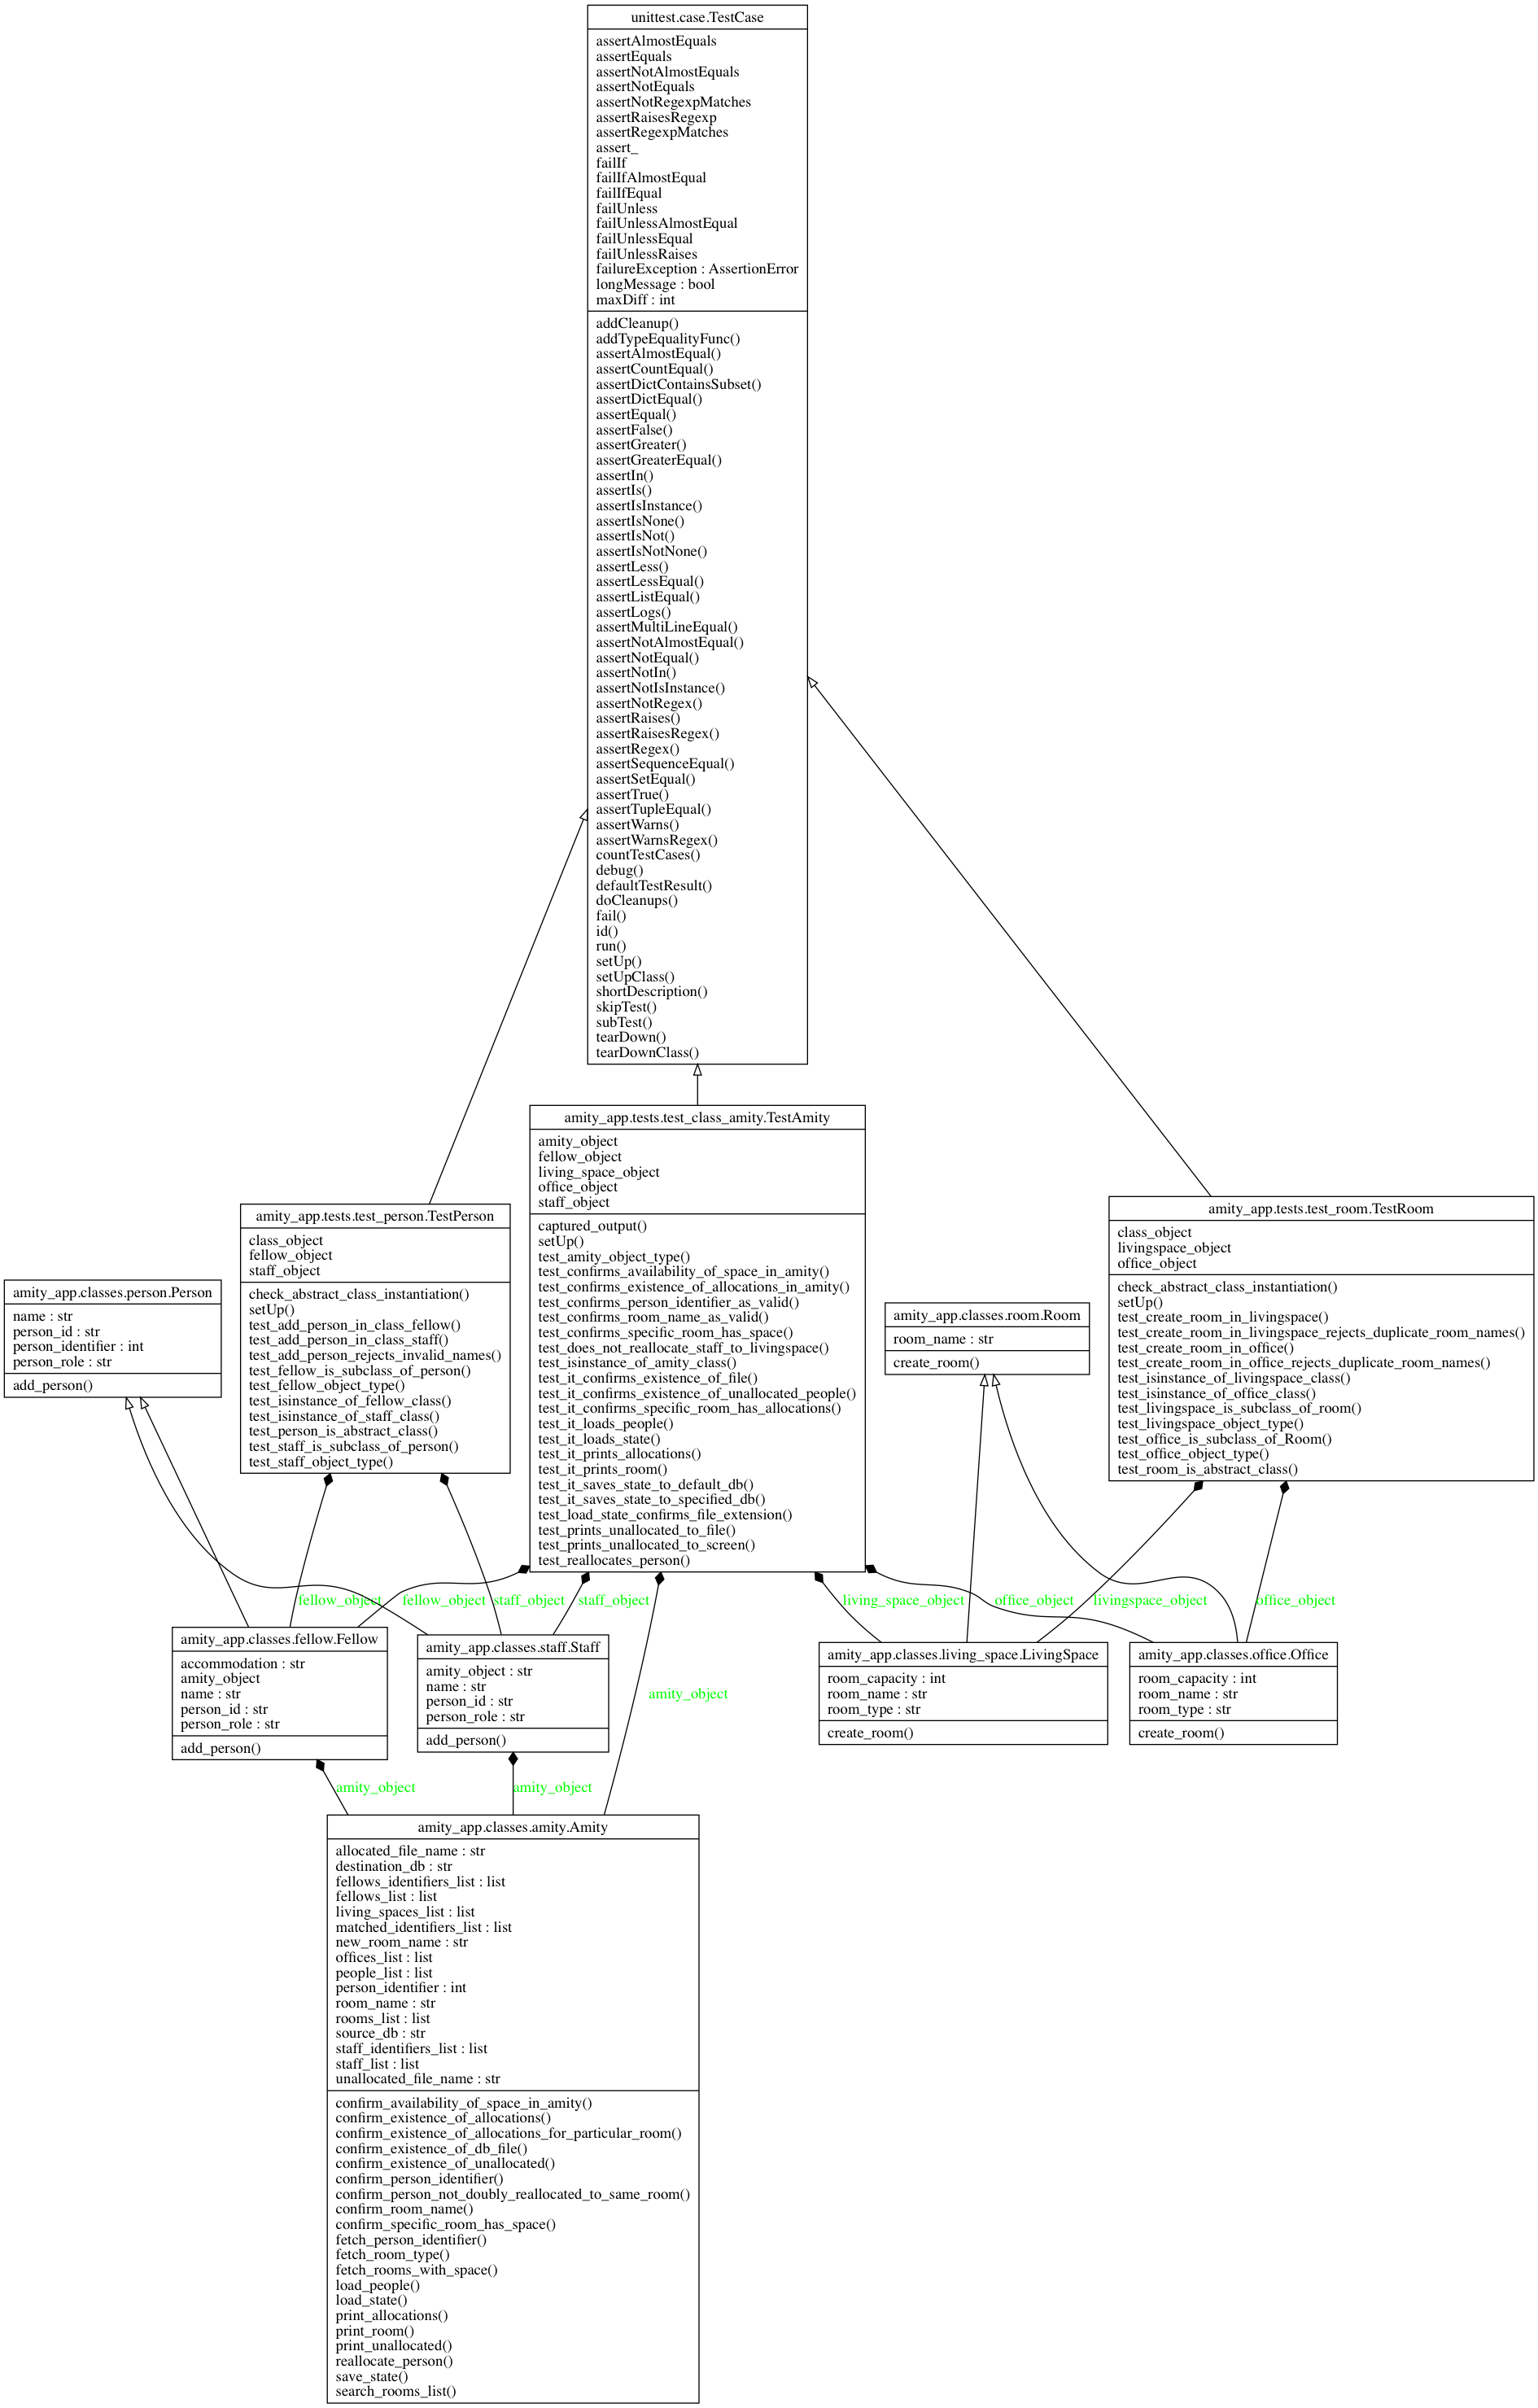 unittest.case.TestCase
assertAlmostEquals
assertEquals
assertNotAlmostEquals
assertNotEquals
assertNotRegexpMatches
assertRaisesRegexp
assertRegexpMatches
assert_
failIf
failIfAlmostEqual
failIfEqual
failUnless
failUnlessAlmostEqual
failUnlessEqual
failUnlessRaises
failureException : AssertionError
longMessage : bool
maxDiff : int
addCleanup()
addTypeEqualityFunc()
assertAlmostEqual()
assertCountEqual()
assertDictContainsSubset()
assertDictEqual()
assertEqual()
assertFalse()
assertGreater()
assertGreaterEqual()
assertIn()
assertIs()
assertIsInstance()
assertIsNone()
assertIsNot()
assertIsNotNone()
assertLess()
assertLessEqual()
assertListEqual()
assertLogs()
assertMultiLineEqual()
assertNotAlmostEqual()
assertNotEqual()
assertNotIn()
assertNotIsInstance()
assertNotRegex()
assertRaises()
assertRaisesRegex()
assertRegex()
assertSequenceEqual()
assertSetEqual()
assertTrue()
assertTupleEqual()
assertWarns()
assertWarnsRegex()
countTestCases()
debug()
defaultTestResult()
doCleanups()
fail()
id()
run()
setUp()
setUpClass()
shortDescription()
skipTest()
subTest()
tearDown()
tearDownClass()
amity_app.tests.test_class_amity.TestAmity
amity_object
fellow_object
living_space_object
office_object
staff_object
captured_output()
setUp()
test_amity_object_type()
test_confirms_availability_of_space_in_amity()
test_confirms_existence_of_allocations_in_amity()
test_confirms_person_identifier_as_valid()
test_confirms_room_name_as_valid()
test_confirms_specific_room_has_space()
test_does_not_reallocate_staff_to_livingspace()
test_isinstance_of_amity_class()
test_it_confirms_existence_of_file()
test_it_confirms_existence_of_unallocated_people()
test_it_confirms_specific_room_has_allocations()
test_it_loads_people()
test_it_loads_state()
test_it_prints_allocations()
test_it_prints_room()
test_it_saves_state_to_default_db()
test_it_saves_state_to_specified_db()
test_load_state_confirms_file_extension()
test_prints_unallocated_to_file()
test_prints_unallocated_to_screen()
test_reallocates_person()
amity_app.tests.test_person.TestPerson
class_object
fellow_object
staff_object
check_abstract_class_instantiation()
setUp()
test_add_person_in_class_fellow()
test_add_person_in_class_staff()
test_add_person_rejects_invalid_names()
test_fellow_is_subclass_of_person()
test_fellow_object_type()
test_isinstance_of_fellow_class()
test_isinstance_of_staff_class()
test_person_is_abstract_class()
test_staff_is_subclass_of_person()
test_staff_object_type()
amity_app.tests.test_room.TestRoom
class_object
livingspace_object
office_object
check_abstract_class_instantiation()
setUp()
test_create_room_in_livingspace()
test_create_room_in_livingspace_rejects_duplicate_room_names()
test_create_room_in_office()
test_create_room_in_office_rejects_duplicate_room_names()
test_isinstance_of_livingspace_class()
test_isinstance_of_office_class()
test_livingspace_is_subclass_of_room()
test_livingspace_object_type()
test_office_is_subclass_of_Room()
test_office_object_type()
test_room_is_abstract_class()
amity_app.classes.person.Person
name : str
person_id : str
person_identifier : int
person_role : str
add_person()
amity_app.classes.room.Room
room_name : str
create_room()
fellow_object
fellow_object
staff_object
staff_object
living_space_object
office_object
livingspace_object
office_object
amity_app.classes.fellow.Fellow
accommodation : str
amity_object
name : str
person_id : str
person_role : str
add_person()
amity_app.classes.staff.Staff
amity_object : str
name : str
person_id : str
person_role : str
add_person()
amity_object
amity_app.classes.living_space.LivingSpace
room_capacity : int
room_name : str
room_type : str
create_room()
amity_app.classes.office.Office
room_capacity : int
room_name : str
room_type : str
create_room()
amity_object
amity_object
amity_app.classes.amity.Amity
allocated_file_name : str
destination_db : str
fellows_identifiers_list : list
fellows_list : list
living_spaces_list : list
matched_identifiers_list : list
new_room_name : str
offices_list : list
people_list : list
person_identifier : int
room_name : str
rooms_list : list
source_db : str
staff_identifiers_list : list
staff_list : list
unallocated_file_name : str
confirm_availability_of_space_in_amity()
confirm_existence_of_allocations()
confirm_existence_of_allocations_for_particular_room()
confirm_existence_of_db_file()
confirm_existence_of_unallocated()
confirm_person_identifier()
confirm_person_not_doubly_reallocated_to_same_room()
confirm_room_name()
confirm_specific_room_has_space()
fetch_person_identifier()
fetch_room_type()
fetch_rooms_with_space()
load_people()
load_state()
print_allocations()
print_room()
print_unallocated()
reallocate_person()
save_state()
search_rooms_list()